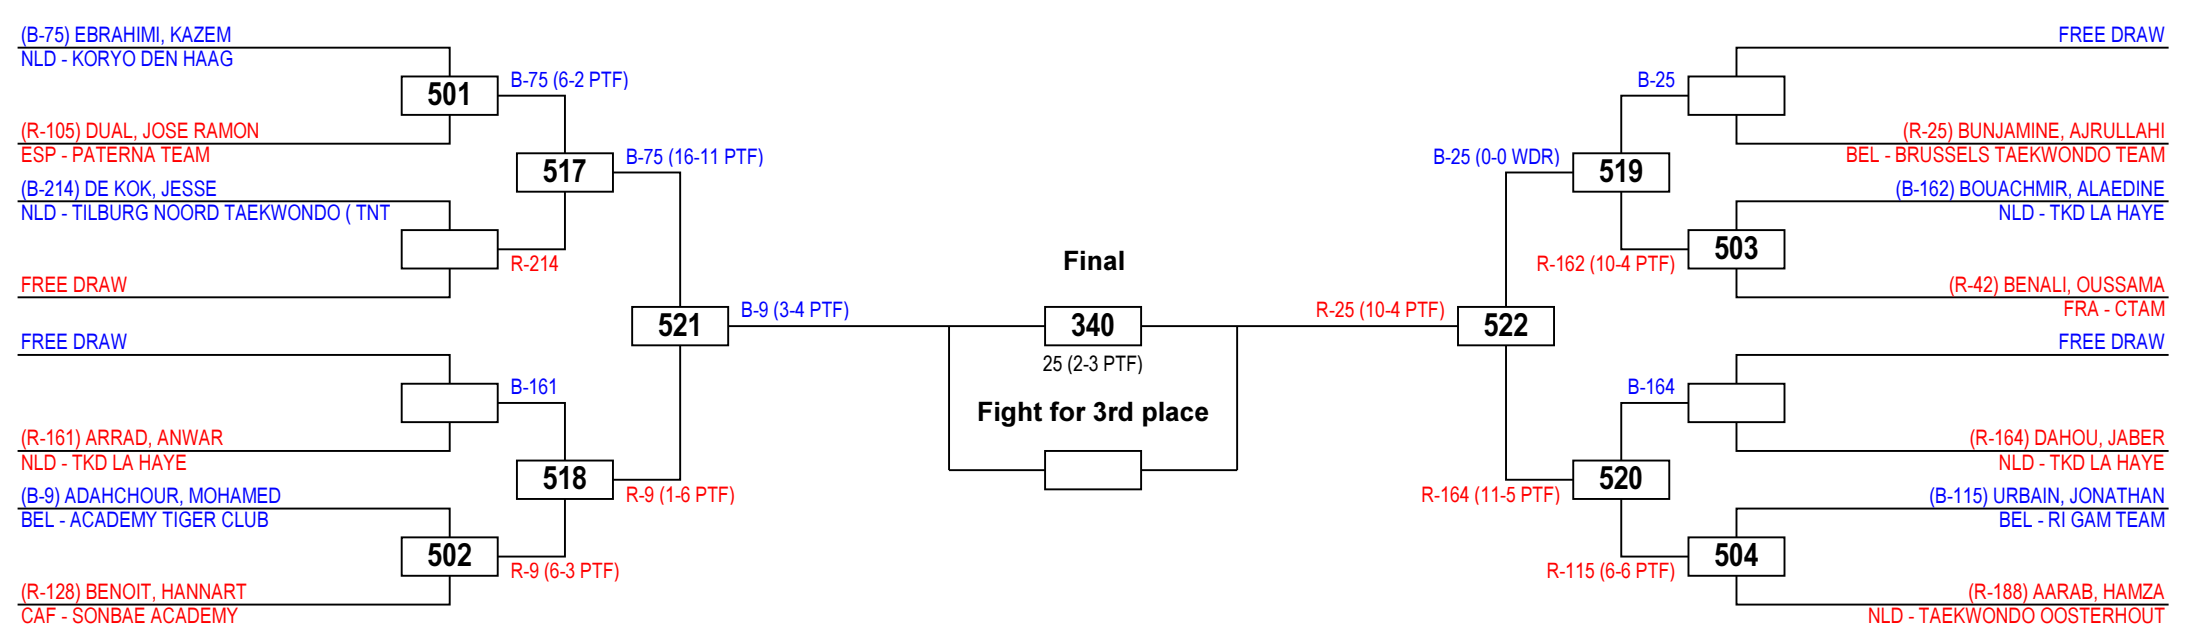 (B-75) EBRAHIMI, KAZEM
NLD - KORYO DEN HAAG
501
B-75 (6-2 PTF)
(R-105) DUAL, JOSE RAMON
ESP - PATERNA TEAM
517
B-75 (16-11 PTF)
(B-214) DE KOK, JESSE
NLD - TILBURG NOORD TAEKWONDO ( TNT
R-214
FREE DRAW
521
B-9 (3-4 PTF)
FREE DRAW
B-161
(R-161) ARRAD, ANWAR
NLD - TKD LA HAYE
518
R-9 (1-6 PTF)
(B-9) ADAHCHOUR, MOHAMED
BEL - ACADEMY TIGER CLUB
502
R-9 (6-3 PTF)
(R-128) BENOIT, HANNART
CAF - SONBAE ACADEMY
Final
340
25 (2-3 PTF)
Fight for 3rd place
FREE DRAW
B-25
(R-25) BUNJAMINE, AJRULLAHI
BEL - BRUSSELS TAEKWONDO TEAM
B-25 (0-0 WDR)
519
(B-162) BOUACHMIR, ALAEDINE
NLD - TKD LA HAYE
503
R-162 (10-4 PTF)
(R-42) BENALI, OUSSAMA
FRA - CTAM
R-25 (10-4 PTF)
522
FREE DRAW
B-164
(R-164) DAHOU, JABER
NLD - TKD LA HAYE
520
R-164 (11-5 PTF)
(B-115) URBAIN, JONATHAN
BEL - RI GAM TEAM
504
R-115 (6-6 PTF)
(R-188) AARAB, HAMZA
NLD - TAEKWONDO OOSTERHOUT